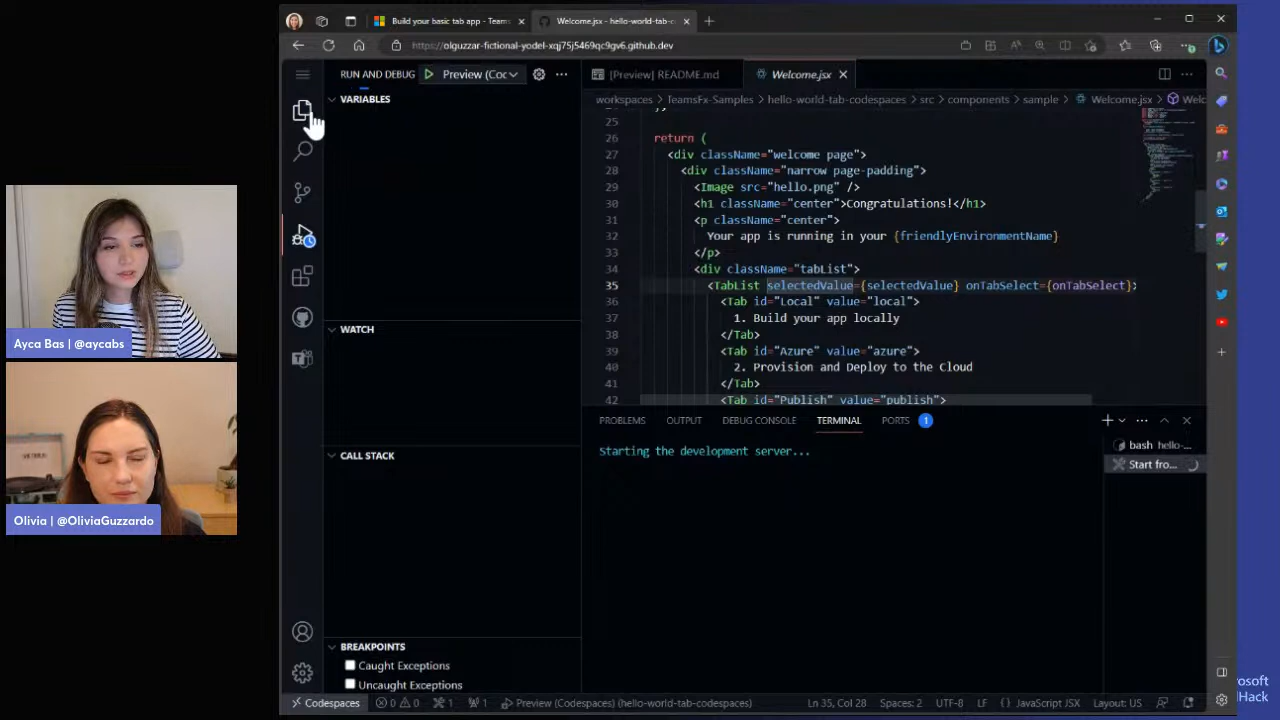 Build your basic tab app - Teams
Welcome.jsx - hello-world-tab-co
https://olguzzar-fictional-yodel-xqj75j5469qc9gv6.github.dev
RUN AND DEBUG
Preview (Coc
[Preview] README.md
Welcome.jsx
VARIABLES
workspaces > TeamsFx-Samples > hello-world-tab-codespaces > src > components > sample > Welcome.jsx > Welc
25
26 return (
27 <div className="welcome page">
28 <div className="narrow page-padding">
29 <Image src="hello.png" />
30 <h1 className="center">Congratulations!</h1>
31 <p className="center">
32 Your app is running in your {friendlyEnvironmentName}
33 </p>
34 <div className="tabList">
35 <TabList selectedValue={selectedValue} onTabSelect={onTabSelect}>
36 <Tab id="Local" value="local">
37 1. Build your app locally
38 </Tab>
39 <Tab id="Azure" value="azure">
40 2. Provision and Deploy to the Cloud
41 </Tab>
42 <Tab id="Publish" value="publish">
WATCH
PROBLEMS OUTPUT DEBUG CONSOLE TERMINAL PORTS 1
Starting the development server...
bash hello-...
Start fro...
CALL STACK
BREAKPOINTS
Caught Exceptions
Uncaught Exceptions
Codespaces 0 0 1 1 Preview (Codespaces) (hello-world-tab-codespaces) Ln 35, Col 28 Spaces: 2 UTF-8 LF {} JavaScript JSX Layout: US
Ayca Bas | @aycabs
Olivia | @OliviaGuzzardo
rosoft
Hack